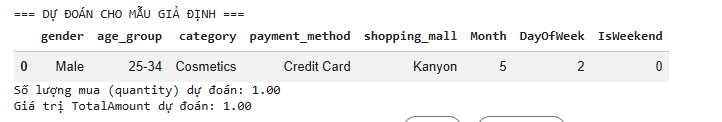 === DỰ ĐOÁN CHO MẪU GIẢ ĐỊNH ===
gender age_group category payment_method shopping_mall Month DayOfWeek IsWeekend
0 Male 25-34 Cosmetics Credit Card Kanyon 5 2 0
Số lượng mua (quantity) dự đoán: 1.00
Giá trị TotalAmount dự đoán: 1.00